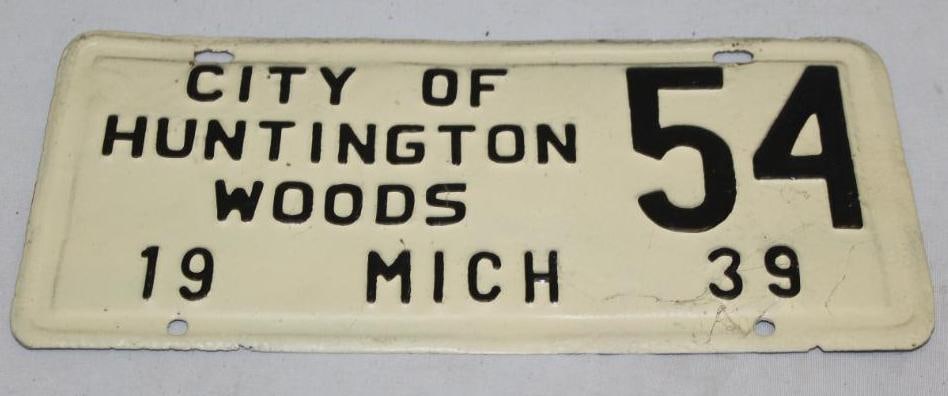 CITY OF
HUNTINGTON
WOODS
54
19 MICH 39